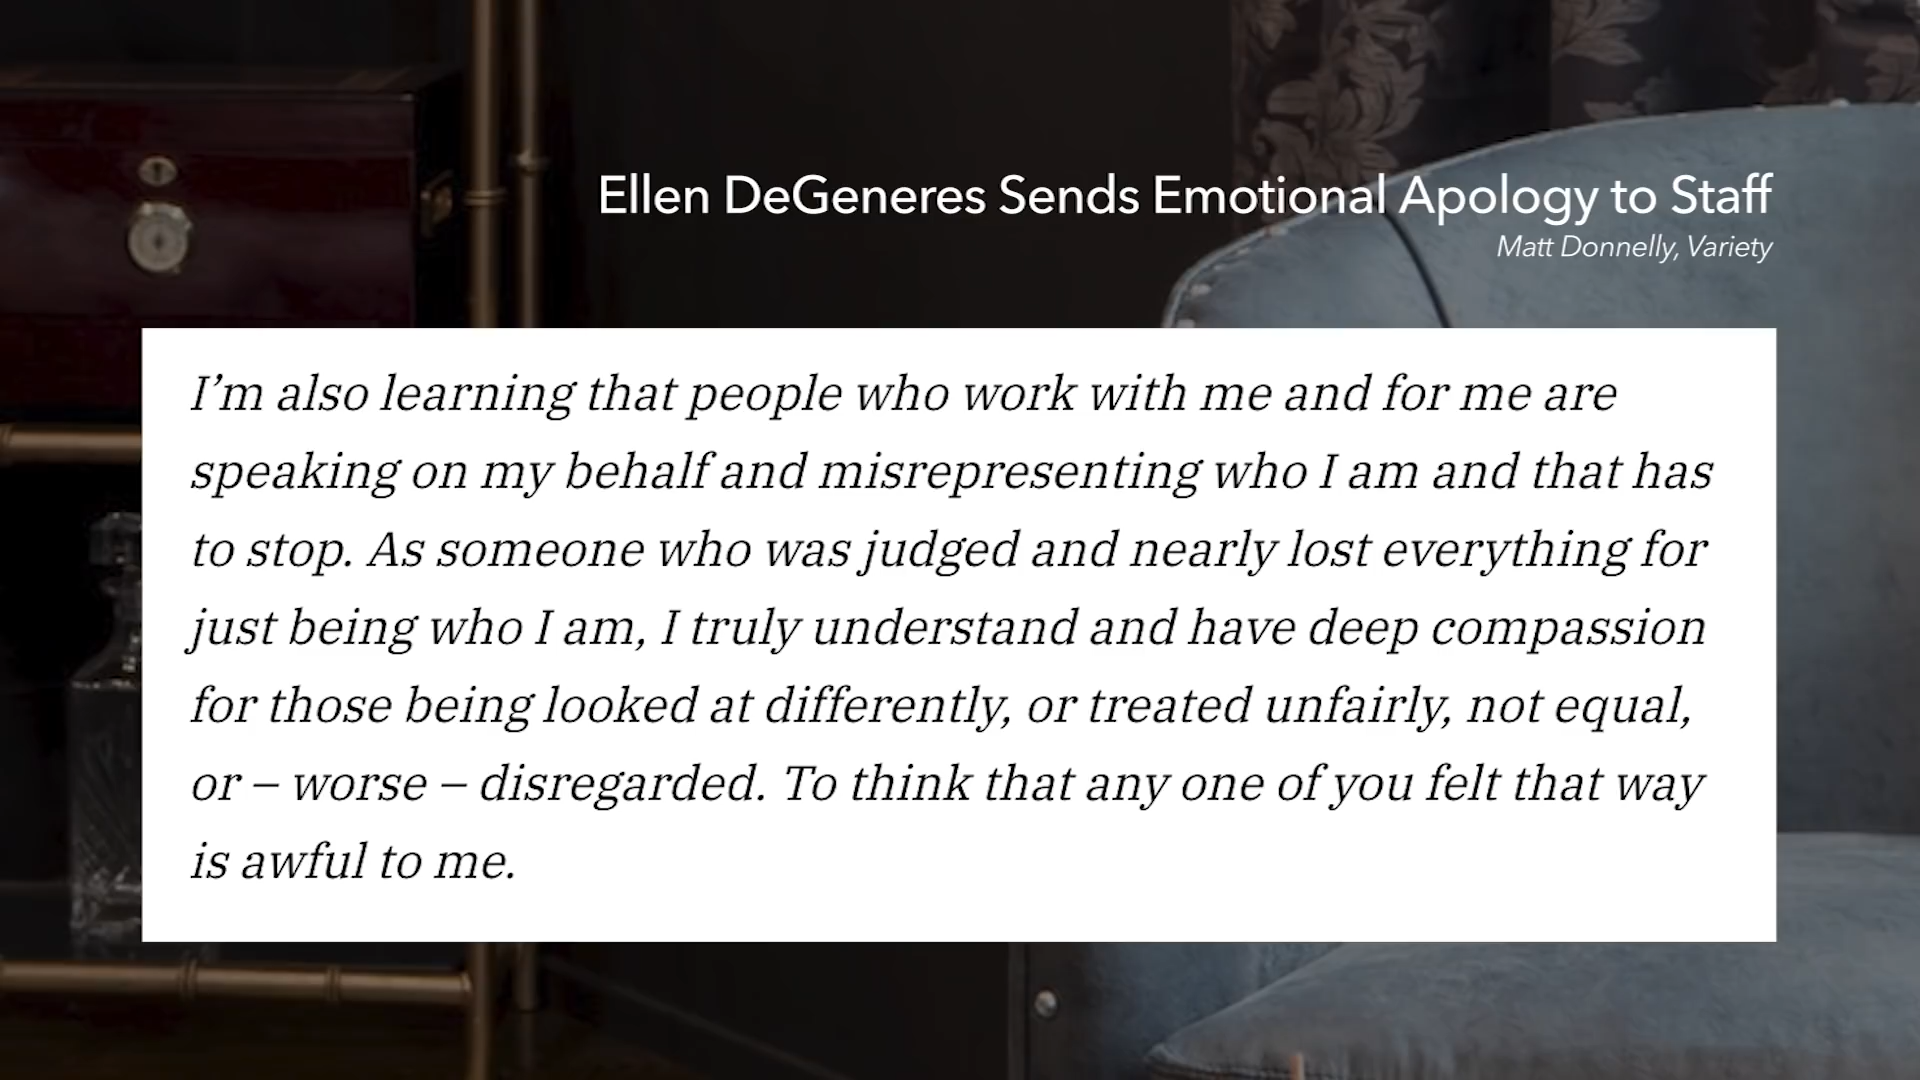 Ellen DeGeneres Sends Emotional Apology to Staff
Matt Donnelly, Variety
I’m also learning that people who work with me and for me are
speaking on my behalf and misrepresenting who I am and that has
to stop. As someone who was judged and nearly lost everything for
just being who I am, I truly understand and have deep compassion
for those being looked at differently, or treated unfairly, not equal,
or – worse – disregarded. To think that any one of you felt that way
is awful to me.